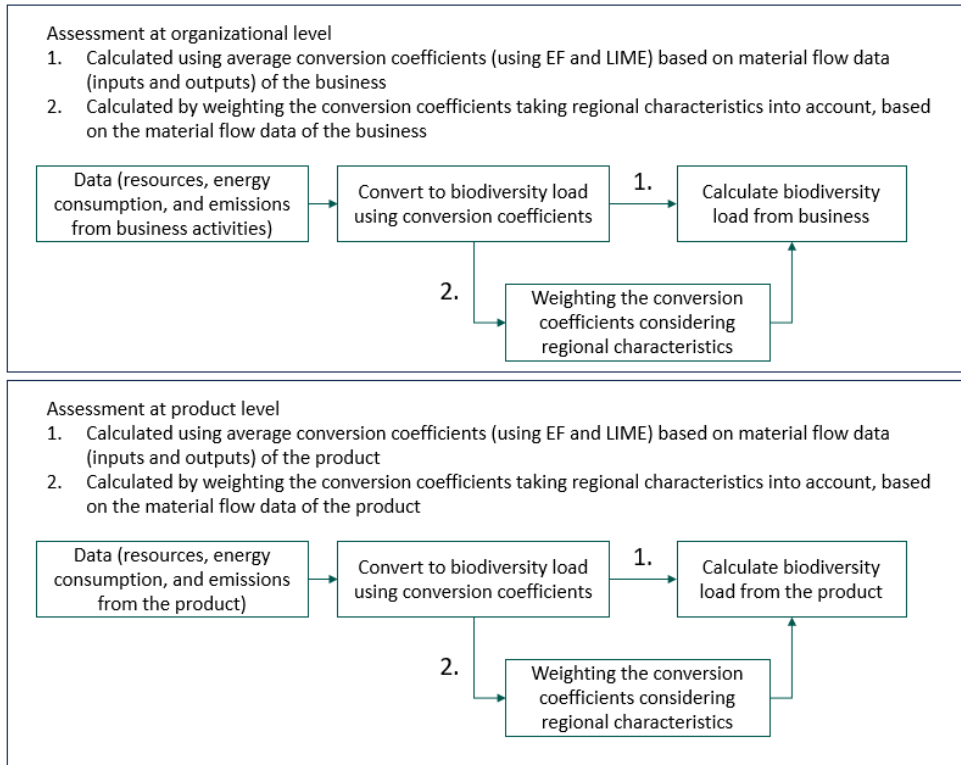 Assessment at organizational level
1. Calculated using average conversion coefficients (using EF and LIME) based on material flow data
(inputs and outputs) of the business
2. Calculated by weighting the conversion coefficients taking regional characteristics into account, based
on the material flow data of the business
Data (resources, energy
consumption, and emissions
from business activities)
Convert to biodiversity load
using conversion coefficients
1.
Calculate biodiversity
load from business
2.
Weighting the conversion
coefficients considering
regional characteristics
Assessment at product level
1. Calculated using average conversion coefficients (using EF and LIME) based on material flow data
(inputs and outputs) of the product
2. Calculated by weighting the conversion coefficients taking regional characteristics into account, based
on the material flow data of the product
Data (resources, energy
consumption, and emissions
from the product)
Convert to biodiversity load
using conversion coefficients
1.
Calculate biodiversity
load from the product
2.
Weighting the conversion
coefficients considering
regional characteristics